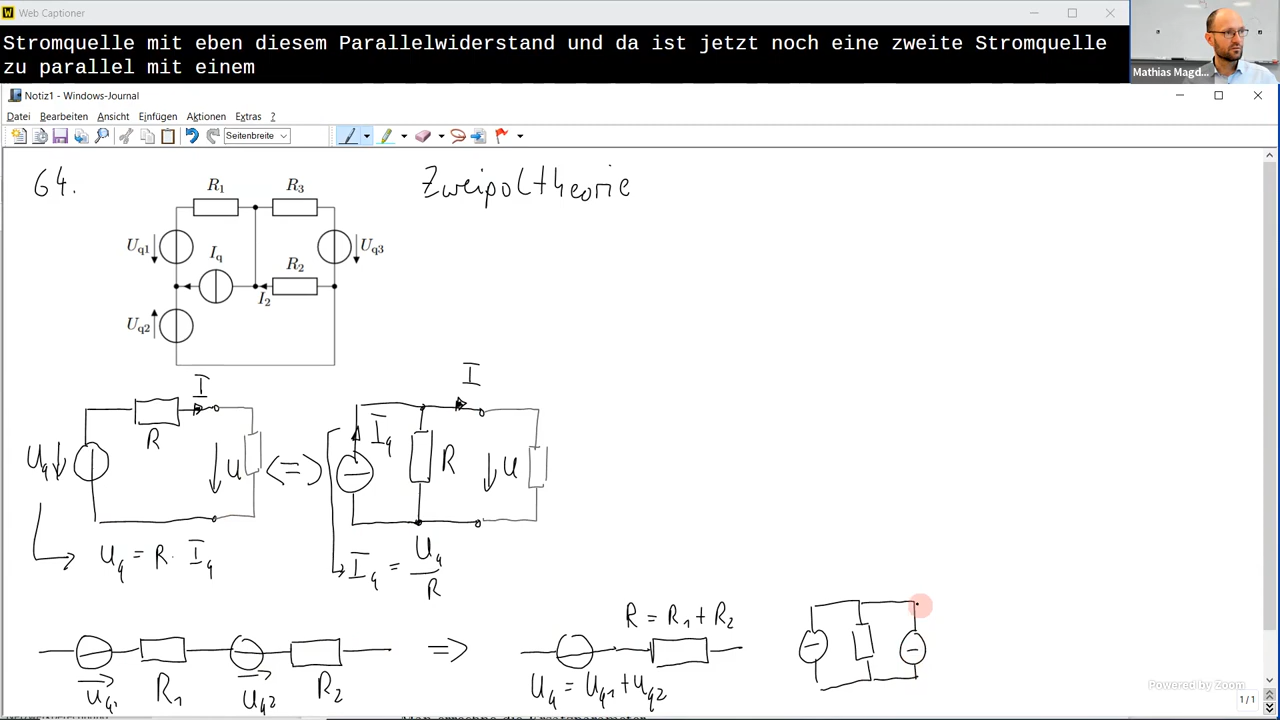 Web Captioner
Stromquelle mit eben diesem Parallelwiderstand und da ist jetzt noch eine zweite Stromquelle
zu parallel mit einem
Mathias Magd...
Notiz1 - Windows-Journal
Datei Bearbeiten Ansicht Einfügen Aktionen Extras ?
Seitenbreite
64. Zweipoltheorie
R1 R3
Uq1 Iq Uq3
R2
I2
Uq2
I I
Iq
Uq R U <=> R U
Uq = R · Iq Iq = Uq / R
R = R1 + R2
=>
Uq1 R1 Uq2 R2 Uq = Uq1 + Uq2
Powered by Zoom
1/1